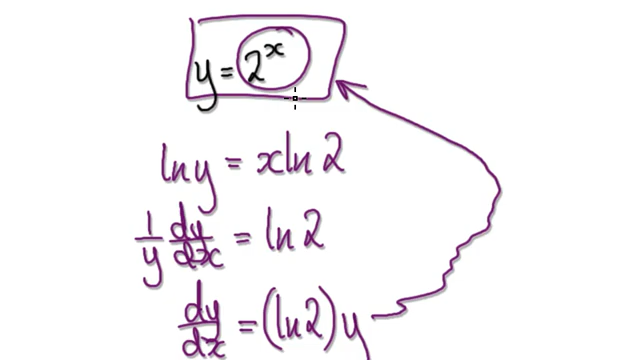 y = 2^x
ln y = x ln 2
1/y dy/dx = ln 2
dy/dx = (ln 2) y